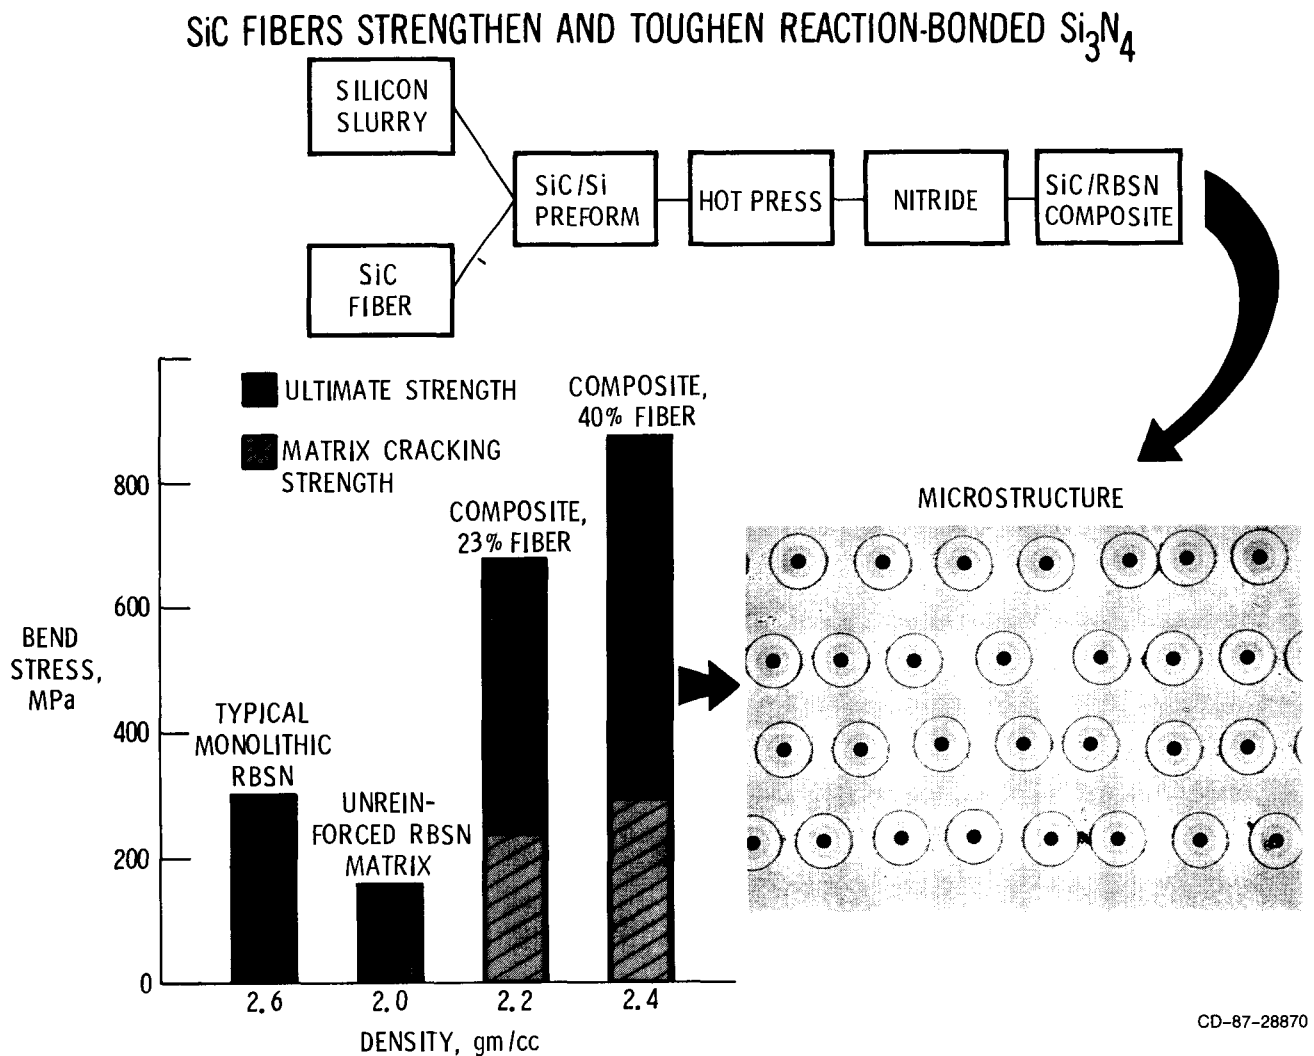 SiC FIBERS STRENGTHEN AND TOUGHEN REACTION-BONDED Si3N4
SILICON
SLURRY
SiC
FIBER
SiC/Si
PREFORM
HOT PRESS
NITRIDE
SiC/RBSN
COMPOSITE
ULTIMATE STRENGTH
MATRIX CRACKING
STRENGTH
COMPOSITE,
40% FIBER
COMPOSITE,
23% FIBER
TYPICAL
MONOLITHIC
RBSN
UNREIN-
FORCED RBSN
MATRIX
BEND
STRESS,
MPa
800
600
400
200
0
2.6
2.0
2.2
2.4
DENSITY, gm/cc
MICROSTRUCTURE
CD-87-28870